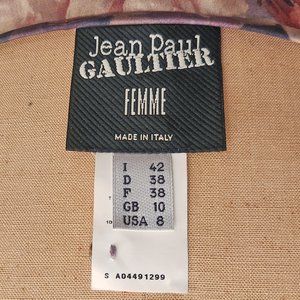 Jean Paul
GAULTIER
FEMME
MADE IN ITALY
I 42
D 38
F 38
GB 10
USA 8
S A04491299